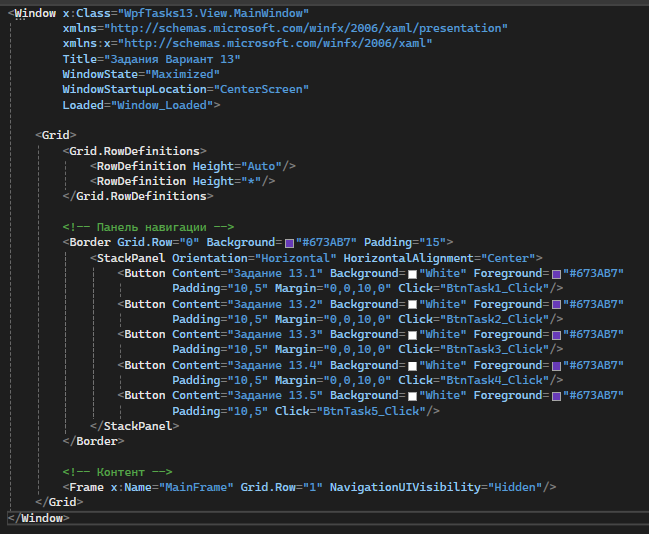 <Window x:Class="WpfTasks13.View.MainWindow"
        xmlns="http://schemas.microsoft.com/winfx/2006/xaml/presentation"
        xmlns:x="http://schemas.microsoft.com/winfx/2006/xaml"
        Title="Задания Вариант 13"
        WindowState="Maximized"
        WindowStartupLocation="CenterScreen"
        Loaded="Window_Loaded">

    <Grid>
        <Grid.RowDefinitions>
            <RowDefinition Height="Auto"/>
            <RowDefinition Height="*"/>
        </Grid.RowDefinitions>

        <!-- Панель навигации -->
        <Border Grid.Row="0" Background="#673AB7" Padding="15">
            <StackPanel Orientation="Horizontal" HorizontalAlignment="Center">
                <Button Content="Задание 13.1" Background="White" Foreground="#673AB7"
                        Padding="10,5" Margin="0,0,10,0" Click="BtnTask1_Click"/>
                <Button Content="Задание 13.2" Background="White" Foreground="#673AB7"
                        Padding="10,5" Margin="0,0,10,0" Click="BtnTask2_Click"/>
                <Button Content="Задание 13.3" Background="White" Foreground="#673AB7"
                        Padding="10,5" Margin="0,0,10,0" Click="BtnTask3_Click"/>
                <Button Content="Задание 13.4" Background="White" Foreground="#673AB7"
                        Padding="10,5" Margin="0,0,10,0" Click="BtnTask4_Click"/>
                <Button Content="Задание 13.5" Background="White" Foreground="#673AB7"
                        Padding="10,5" Click="BtnTask5_Click"/>
            </StackPanel>
        </Border>

        <!-- Контент -->
        <Frame x:Name="MainFrame" Grid.Row="1" NavigationUIVisibility="Hidden"/>
    </Grid>
</Window>